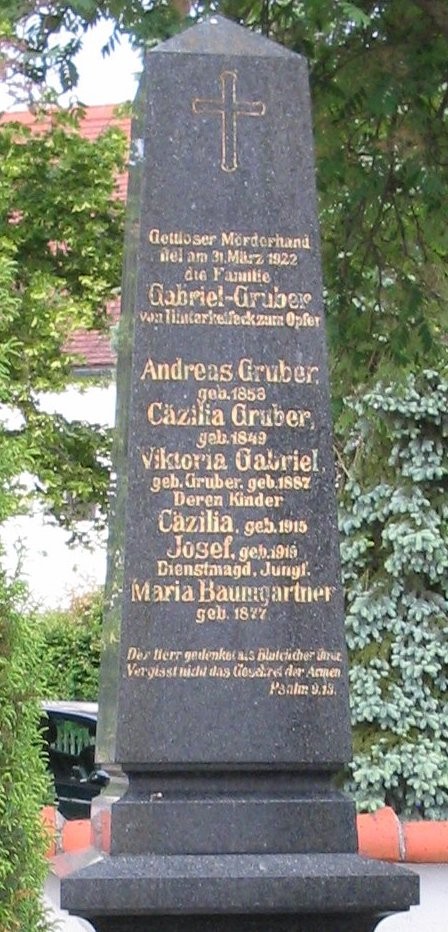 Gottloser Mörderhand
fiel am 31. März 1922
die Familie
Gabriel-Gruber
von Hinterkaifeck zum Opfer
Andreas Gruber,
geb. 1858
Cäzilia Gruber,
geb. 1849
Viktoria Gabriel,
geb. Gruber, geb. 1887
Deren Kinder
Cäzilia, geb. 1915
Josef, geb. 1919
Dienstmagd, Jungf.
Maria Baumgartner
geb. 1877.
Der Herr gedenket als Bluträcher ihrer,
Vergisst nicht das Geschrei der Armen
Psalm 9.13.